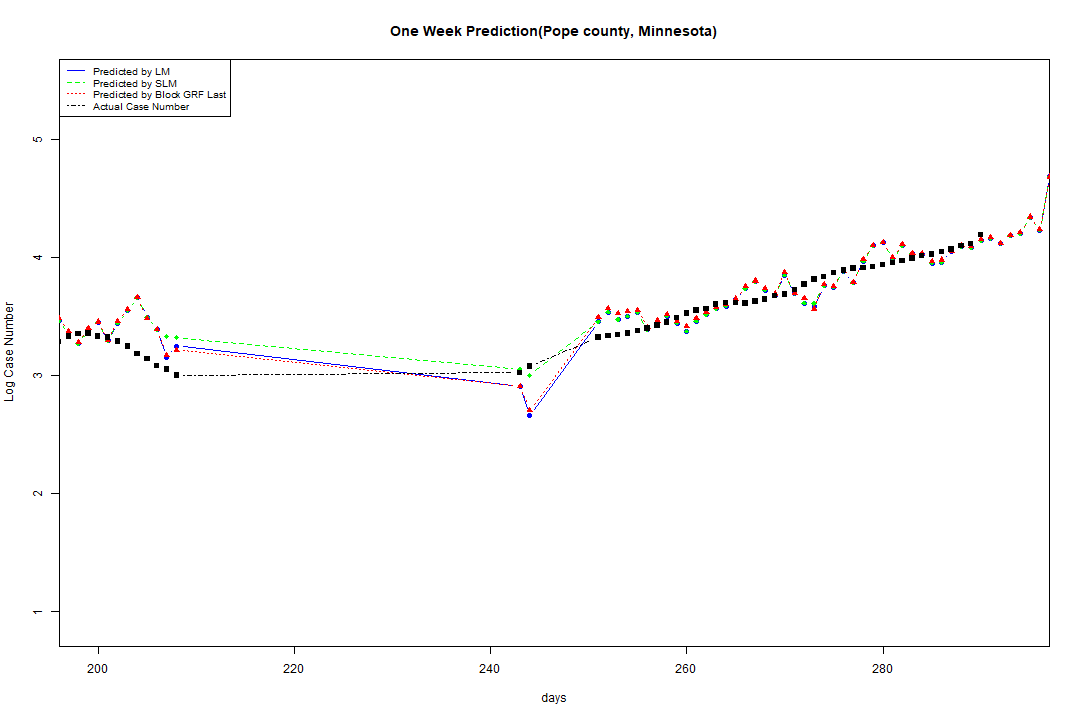 One Week Prediction(Pope county, Minnesota)
Predicted by LM
Predicted by SLM
Predicted by Block GRF Last
Actual Case Number
5
4
3
2
1
Log Case Number
200
220
240
260
280
days